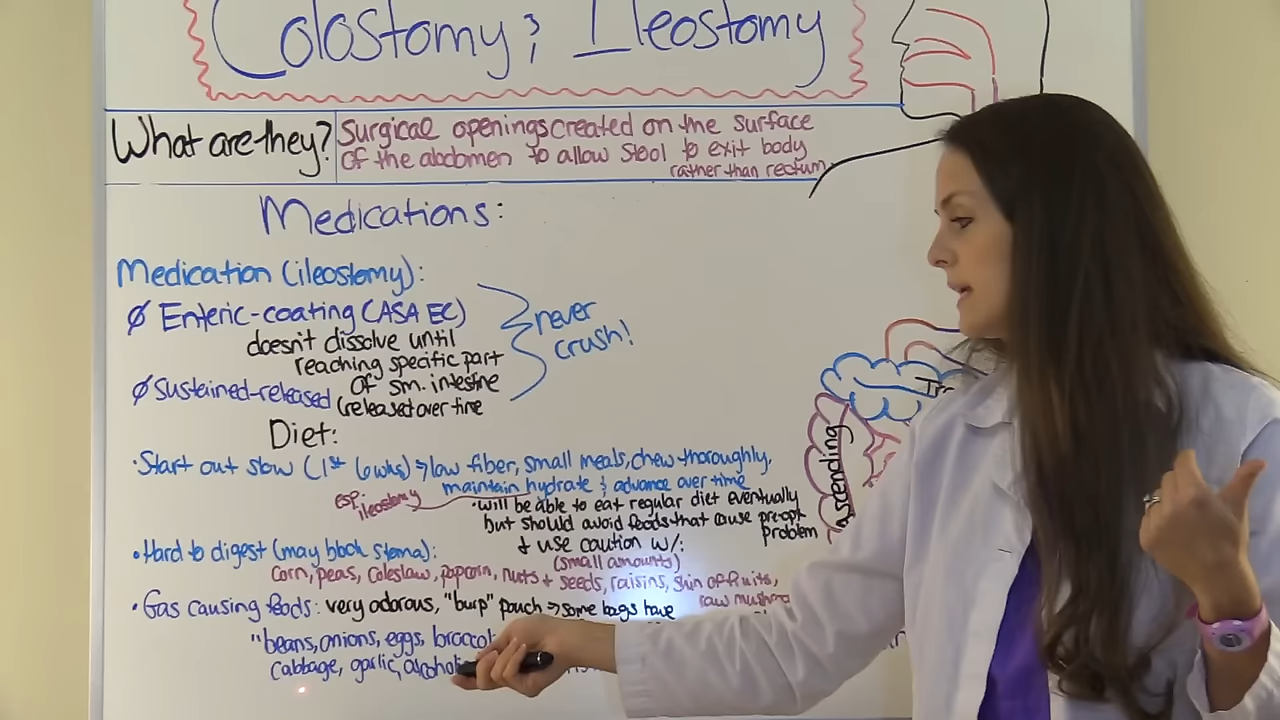 Colostomy & Ileostomy
What are they?
Surgical openings created on the surface
of the abdomen to allow stool to exit body
rather than rectum
Medications:
Medication (ileostomy):
Ø Enteric-coating (ASA EC)
doesn't dissolve until
reaching specific part
of sm. intestine
Ø Sustained-released
(released over time
never
crush!
Diet:
· Start out slow (1st 6wks) → low fiber, small meals, chew thoroughly,
maintain hydrate & advance over time
esp.
ileostomy
· will be able to eat regular diet eventually
but should avoid foods that cause pre-opt
problem
+ use caution w/:
· Hard to digest (may block stoma):
(small amounts)
corn, peas, coleslaw, popcorn, nuts + seeds, raisins, skin of fruits,
raw
· Gas causing foods: very odorous, "burp" pouch → some bags have
"beans, onions, eggs,
cabbage, garlic,
ascending